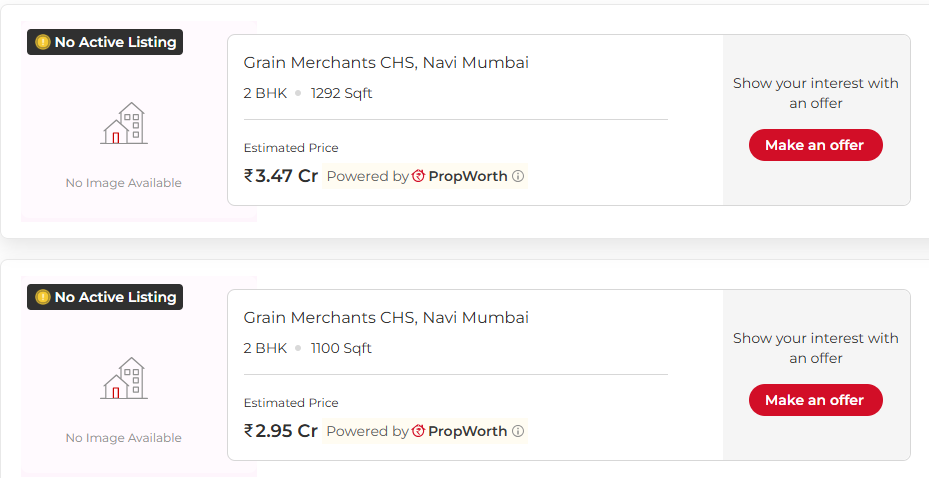 No Active Listing
No Image Available
Grain Merchants CHS, Navi Mumbai
2 BHK • 1292 Sqft
Estimated Price
₹3.47 Cr Powered by PropWorth
Show your interest with
an offer
Make an offer
No Active Listing
No Image Available
Grain Merchants CHS, Navi Mumbai
2 BHK • 1100 Sqft
Estimated Price
₹2.95 Cr Powered by PropWorth
Show your interest with
an offer
Make an offer